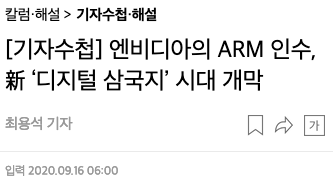 칼럼·해설 > 기자수첩·해설
[기자수첩] 엔비디아의 ARM 인수,
新 ‘디지털 삼국지’ 시대 개막
최용석 기자
가
입력 2020.09.16 06:00